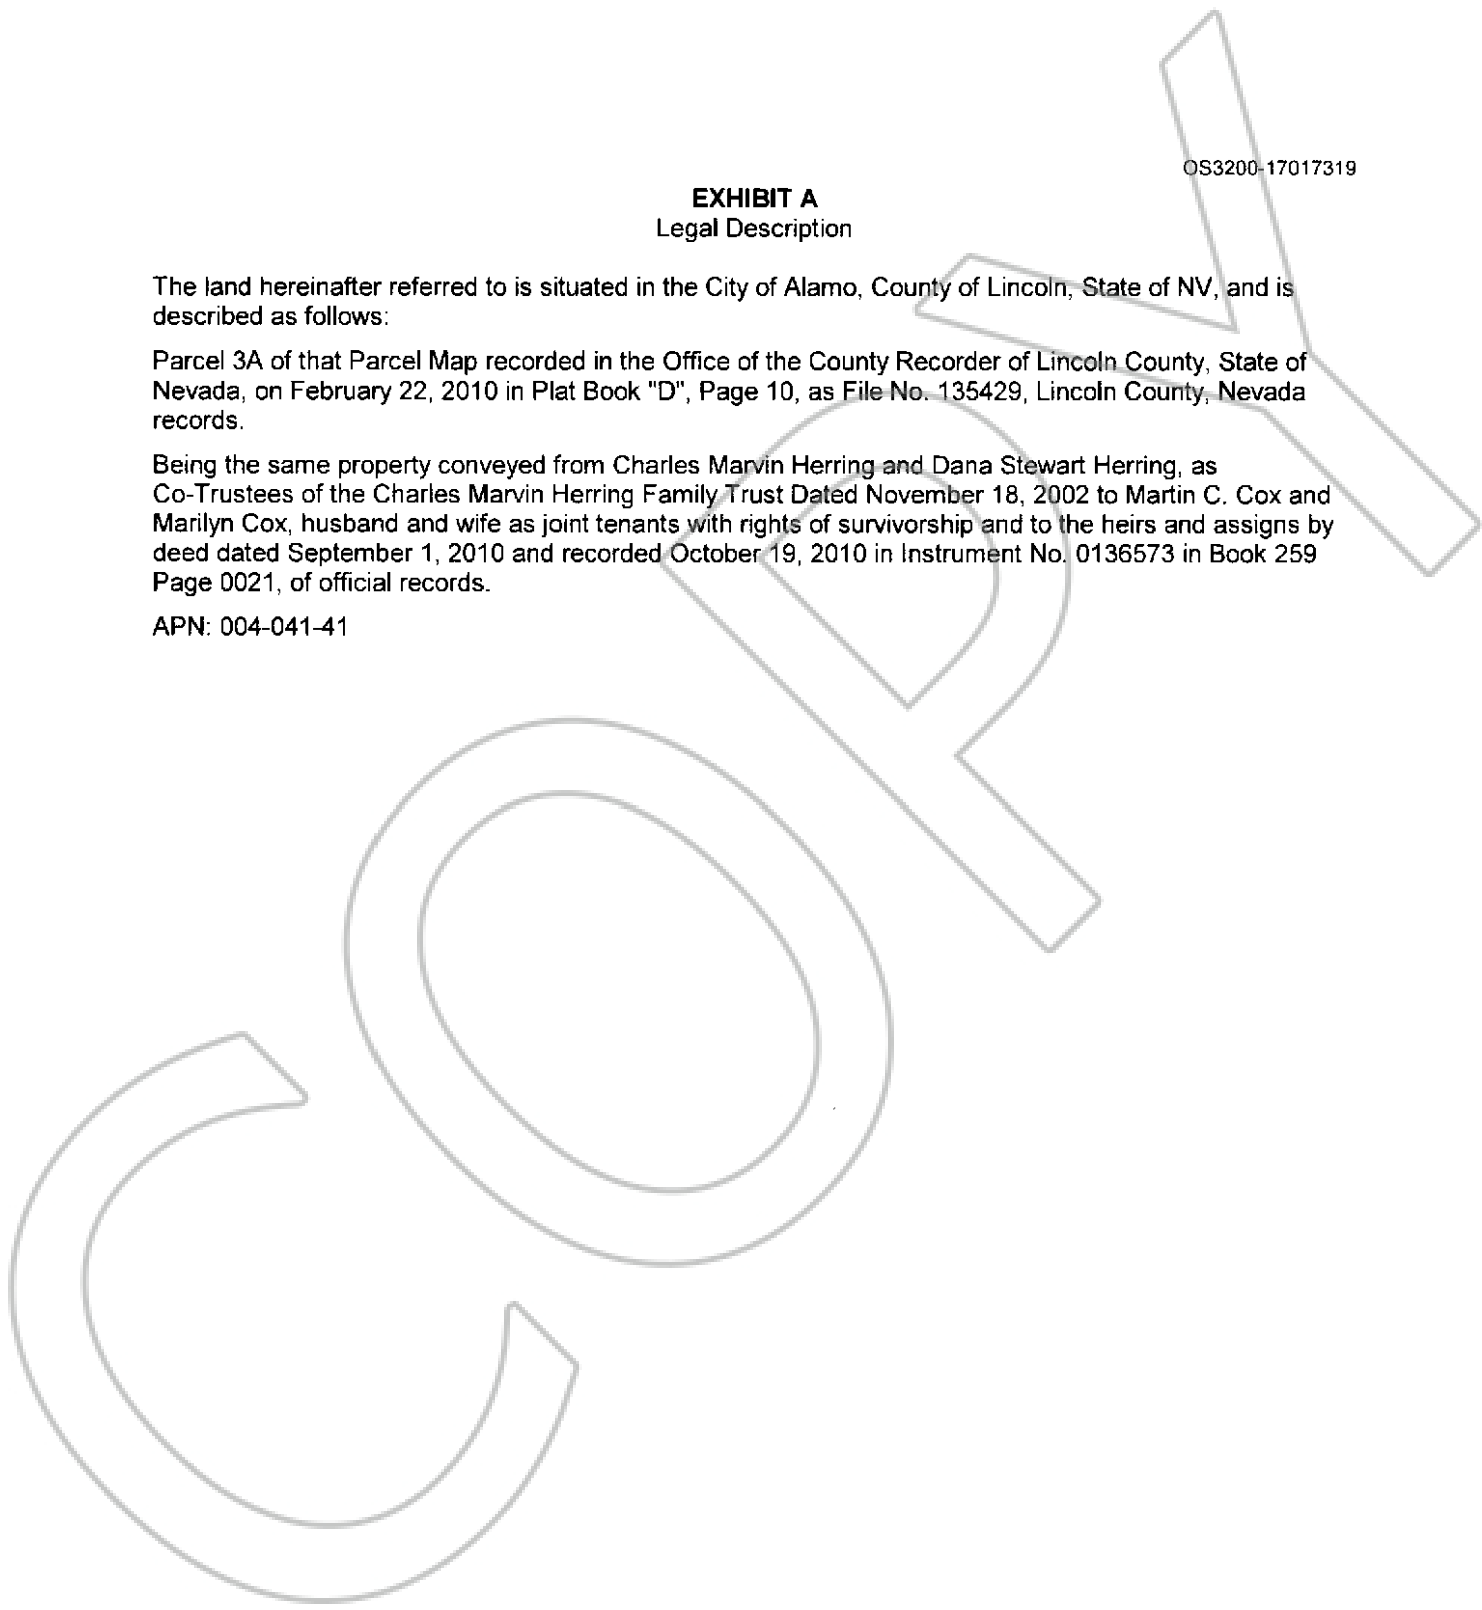 OS3200-17017319
EXHIBIT A
Legal Description
The land hereinafter referred to is situated in the City of Alamo, County of Lincoln, State of NV, and is
described as follows:
Parcel 3A of that Parcel Map recorded in the Office of the County Recorder of Lincoln County, State of
Nevada, on February 22, 2010 in Plat Book "D", Page 10, as File No. 135429, Lincoln County, Nevada
records.
Being the same property conveyed from Charles Marvin Herring and Dana Stewart Herring, as
Co-Trustees of the Charles Marvin Herring Family Trust Dated November 18, 2002 to Martin C. Cox and
Marilyn Cox, husband and wife as joint tenants with rights of survivorship and to the heirs and assigns by
deed dated September 1, 2010 and recorded October 19, 2010 in Instrument No. 0136573 in Book 259
Page 0021, of official records.
APN: 004-041-41
COPY